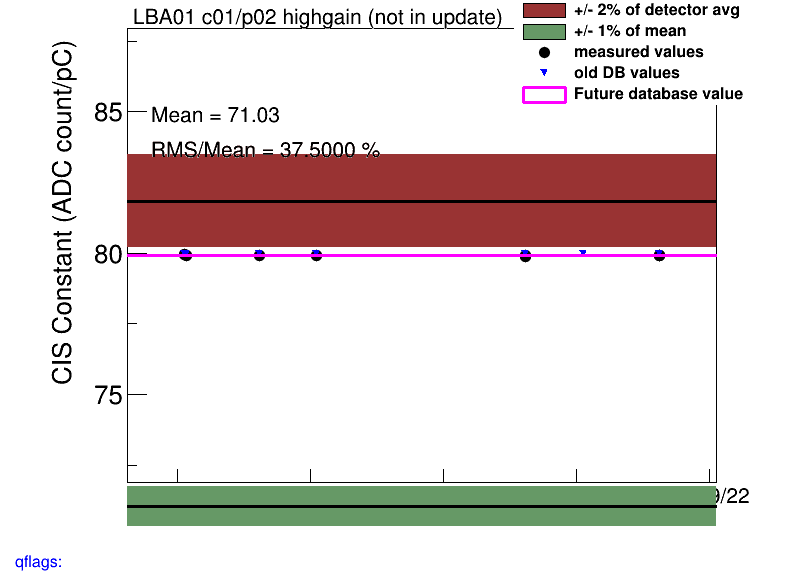 LBA01 c01/p02 highgain (not in update)
+/- 2% of detector avg
+/- 1% of mean
measured values
old DB values
Future database value
CIS Constant (ADC count/pC)
85
Mean = 71.03
RMS/Mean = 37.5000 %
80
75
/22
qflags: